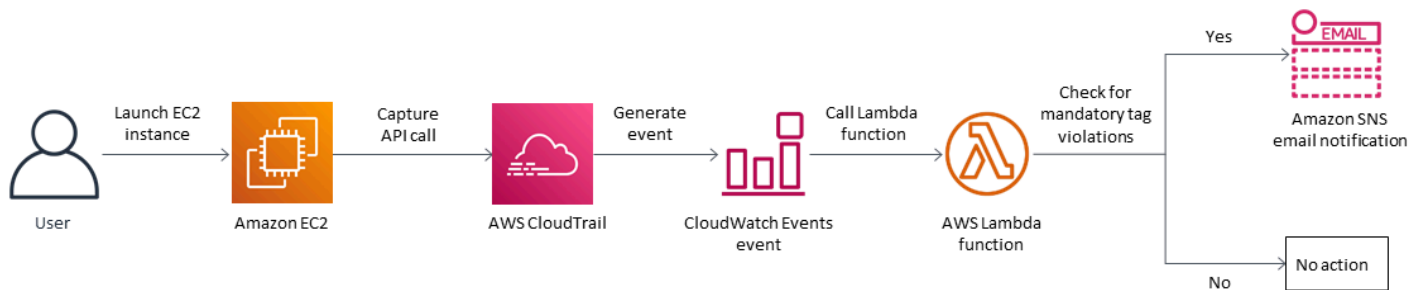 Launch EC2
instance
User
Amazon EC2
Capture
API call
AWS CloudTrail
Generate
event
CloudWatch Events
event
Call Lambda
function
AWS Lambda
function
Check for
mandatory tag
violations
Yes
EMAIL
Amazon SNS
email notification
No
No action